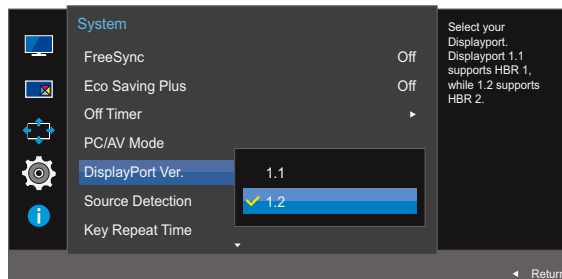 System
FreeSync Off
Eco Saving Plus Off
Off Timer
PC/AV Mode
DisplayPort Ver.
1.1
1.2
Source Detection
Key Repeat Time
Select your
Displayport.
Displayport 1.1
supports HBR 1,
while 1.2 supports
HBR 2.
Return